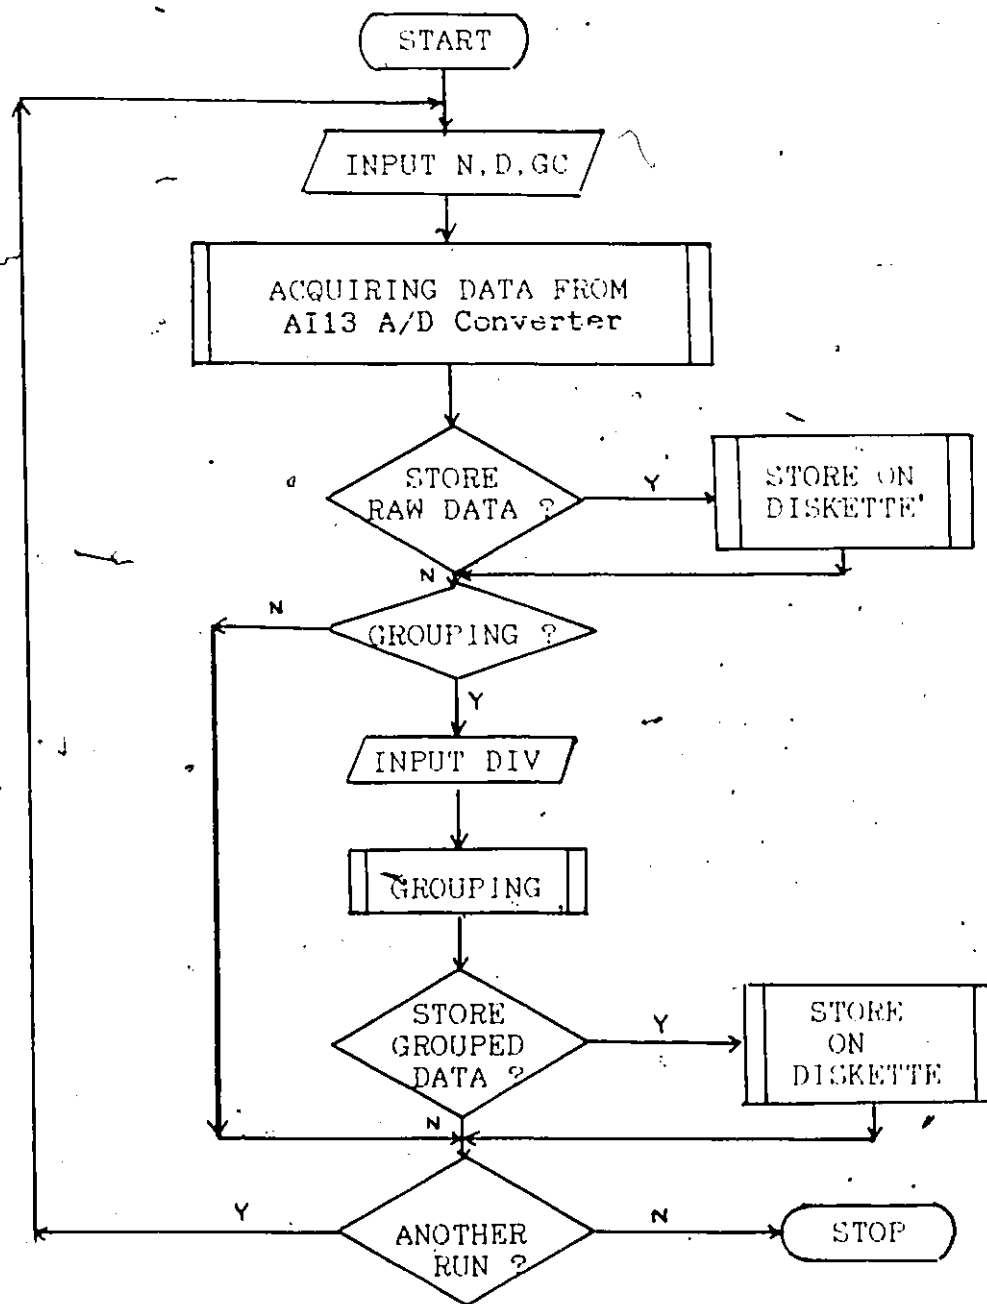 START
INPUT N,D,GC
ACQUIRING DATA FROM
AI13 A/D Converter
STORE
RAW DATA ?
Y
STORE ON
DISKETTE'
N
N
GROUPING ?
Y
INPUT DIV
GROUPING
STORE
GROUPED
DATA ?
Y
STORE
ON
DISKETTE
N
Y
ANOTHER
RUN ?
N
STOP